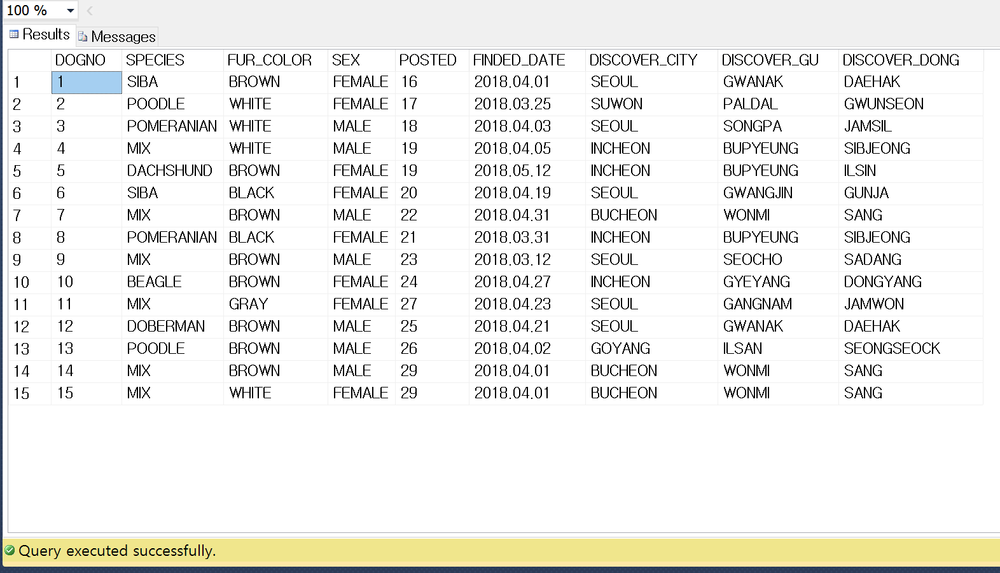 100 %
Results Messages
DOGNO SPECIES FUR_COLOR SEX POSTED FINDED_DATE DISCOVER_CITY DISCOVER_GU DISCOVER_DONG
1 1 SIBA BROWN FEMALE 16 2018.04.01 SEOUL GWANAK DAEHAK
2 2 POODLE WHITE FEMALE 17 2018.03.25 SUWON PALDAL GWUNSEON
3 3 POMERANIAN WHITE MALE 18 2018.04.03 SEOUL SONGPA JAMSIL
4 4 MIX WHITE MALE 19 2018.04.05 INCHEON BUPYEUNG SIBJEONG
5 5 DACHSHUND BROWN FEMALE 19 2018.05.12 INCHEON BUPYEUNG ILSIN
6 6 SIBA BLACK FEMALE 20 2018.04.19 SEOUL GWANGJIN GUNJA
7 7 MIX BROWN MALE 22 2018.04.31 BUCHEON WONMI SANG
8 8 POMERANIAN BLACK FEMALE 21 2018.03.31 INCHEON BUPYEUNG SIBJEONG
9 9 MIX BROWN MALE 23 2018.03.12 SEOUL SEOCHO SADANG
10 10 BEAGLE BROWN FEMALE 24 2018.04.27 INCHEON GYEYANG DONGYANG
11 11 MIX GRAY FEMALE 27 2018.04.23 SEOUL GANGNAM JAMWON
12 12 DOBERMAN BROWN MALE 25 2018.04.21 SEOUL GWANAK DAEHAK
13 13 POODLE BROWN MALE 26 2018.04.02 GOYANG ILSAN SEONGSEOCK
14 14 MIX BROWN MALE 29 2018.04.01 BUCHEON WONMI SANG
15 15 MIX WHITE FEMALE 29 2018.04.01 BUCHEON WONMI SANG
Query executed successfully.